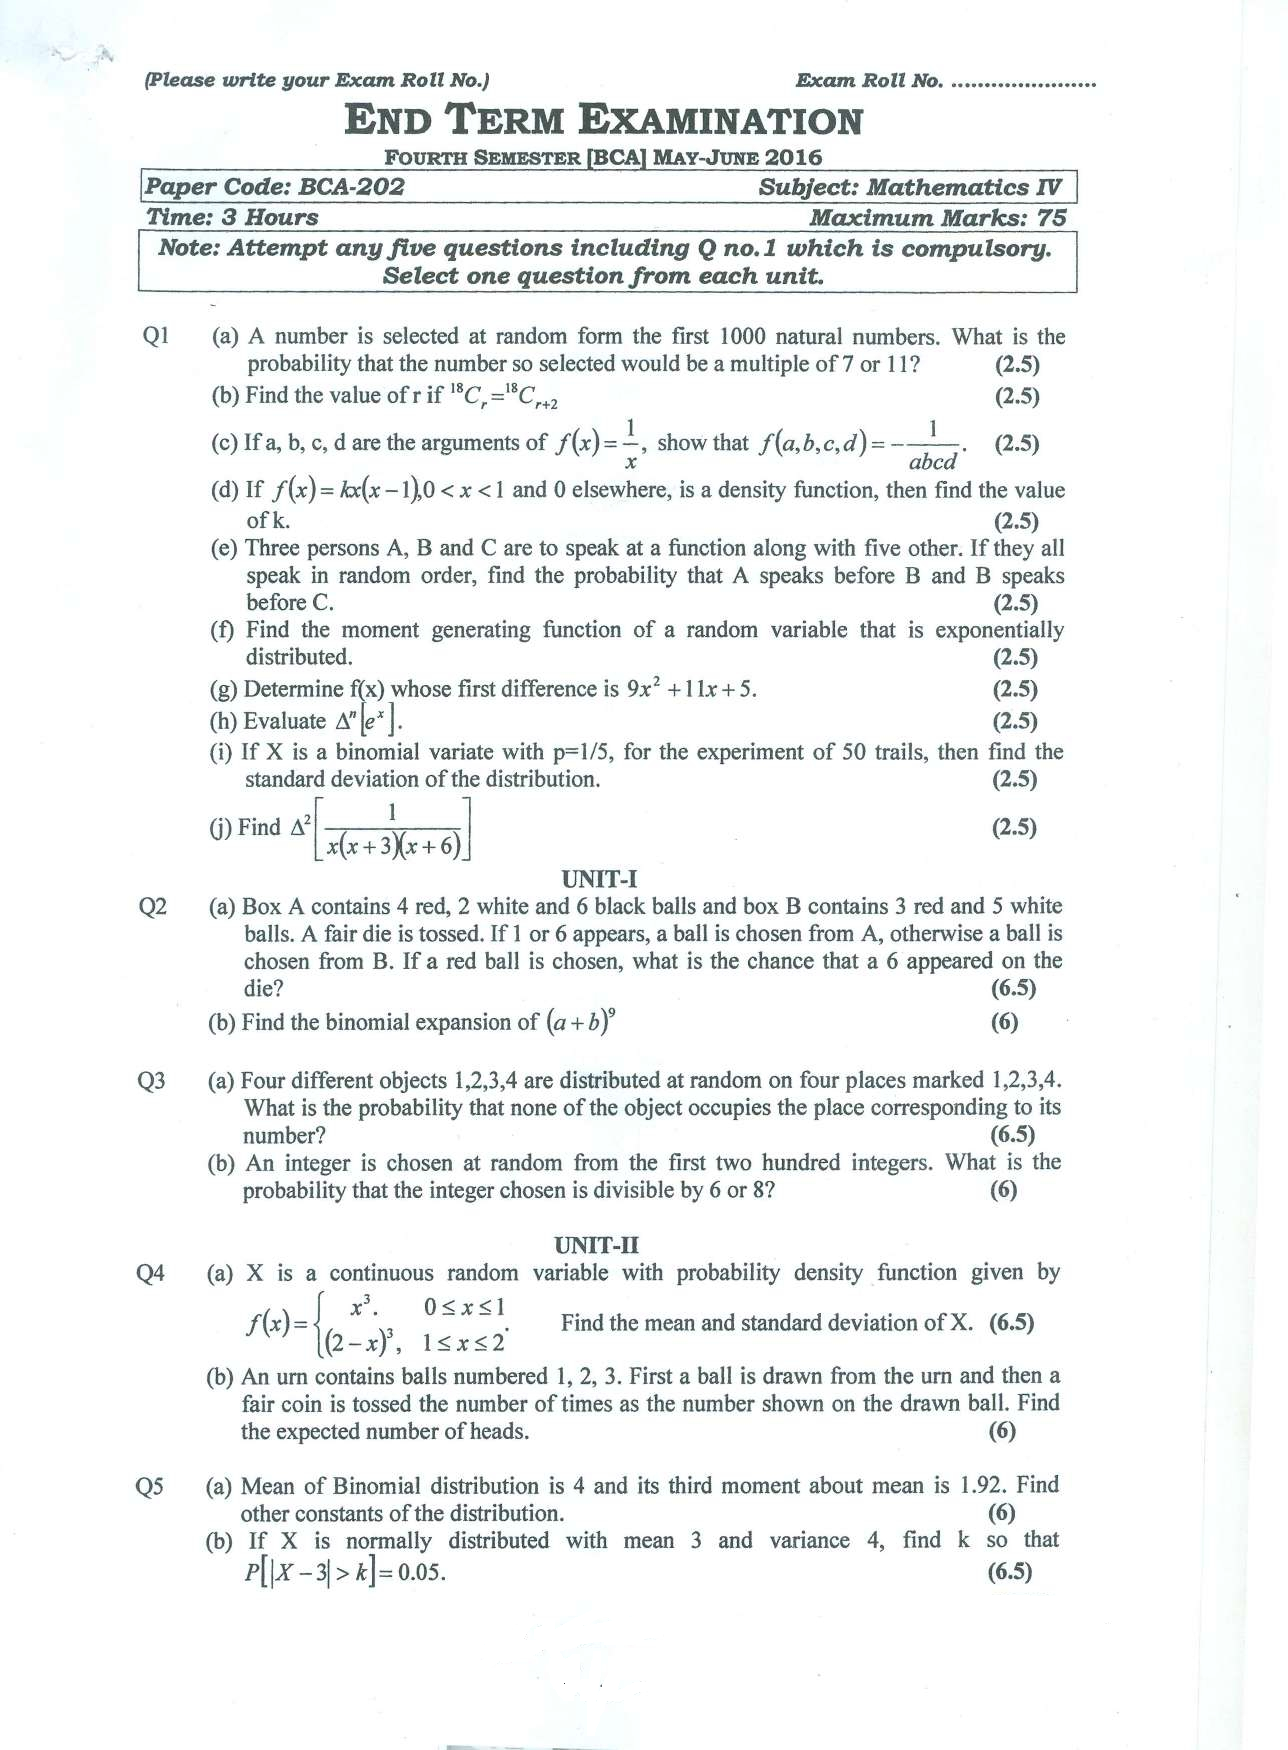 (Please write your Exam Roll No.) Exam Roll No. ......................
END TERM EXAMINATION
FOURTH SEMESTER [BCA] MAY-JUNE 2016
Paper Code: BCA-202 Subject: Mathematics IV
Time: 3 Hours Maximum Marks: 75
Note: Attempt any five questions including Q no.1 which is compulsory.
Select one question from each unit.
Q1 (a) A number is selected at random form the first 1000 natural numbers. What is the
probability that the number so selected would be a multiple of 7 or 11? (2.5)
(b) Find the value of r if ¹⁸C_r = ¹⁸C_{r+2} (2.5)
(c) If a, b, c, d are the arguments of f(x) = 1/x, show that f(a,b,c,d) = −1/abcd. (2.5)
(d) If f(x) = kx(x−1), 0 < x < 1 and 0 elsewhere, is a density function, then find the value
of k. (2.5)
(e) Three persons A, B and C are to speak at a function along with five other. If they all
speak in random order, find the probability that A speaks before B and B speaks
before C. (2.5)
(f) Find the moment generating function of a random variable that is exponentially
distributed. (2.5)
(g) Determine f(x) whose first difference is 9x² + 11x + 5. (2.5)
(h) Evaluate Δⁿ[eˣ]. (2.5)
(i) If X is a binomial variate with p=1/5, for the experiment of 50 trails, then find the
standard deviation of the distribution. (2.5)
(j) Find Δ²[1/x(x+3)(x+6)] (2.5)
UNIT-I
Q2 (a) Box A contains 4 red, 2 white and 6 black balls and box B contains 3 red and 5 white
balls. A fair die is tossed. If 1 or 6 appears, a ball is chosen from A, otherwise a ball is
chosen from B. If a red ball is chosen, what is the chance that a 6 appeared on the
die? (6.5)
(b) Find the binomial expansion of (a+b)⁹ (6)
Q3 (a) Four different objects 1,2,3,4 are distributed at random on four places marked 1,2,3,4.
What is the probability that none of the object occupies the place corresponding to its
number? (6.5)
(b) An integer is chosen at random from the first two hundred integers. What is the
probability that the integer chosen is divisible by 6 or 8? (6)
UNIT-II
Q4 (a) X is a continuous random variable with probability density function given by
f(x) = { x³. 0≤x≤1
(2−x)³, 1≤x≤2 . Find the mean and standard deviation of X. (6.5)
(b) An urn contains balls numbered 1, 2, 3. First a ball is drawn from the urn and then a
fair coin is tossed the number of times as the number shown on the drawn ball. Find
the expected number of heads. (6)
Q5 (a) Mean of Binomial distribution is 4 and its third moment about mean is 1.92. Find
other constants of the distribution. (6)
(b) If X is normally distributed with mean 3 and variance 4, find k so that
P[|X−3| > k] = 0.05. (6.5)